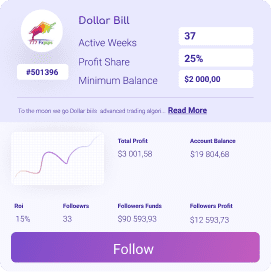 Dollar Bill
Active Weeks
37
Profit Share
25%
#501396
Minimum Balance
$2 000,00
To the moon we go Dollar bills advanced trading algori... Read More
Total Profit
Account Balance
$3 001,58
$19 804,68
Roi
Folloewrs
Followers Funds
Followers Profit
15%
33
$90 593,93
$12 593,73
Follow